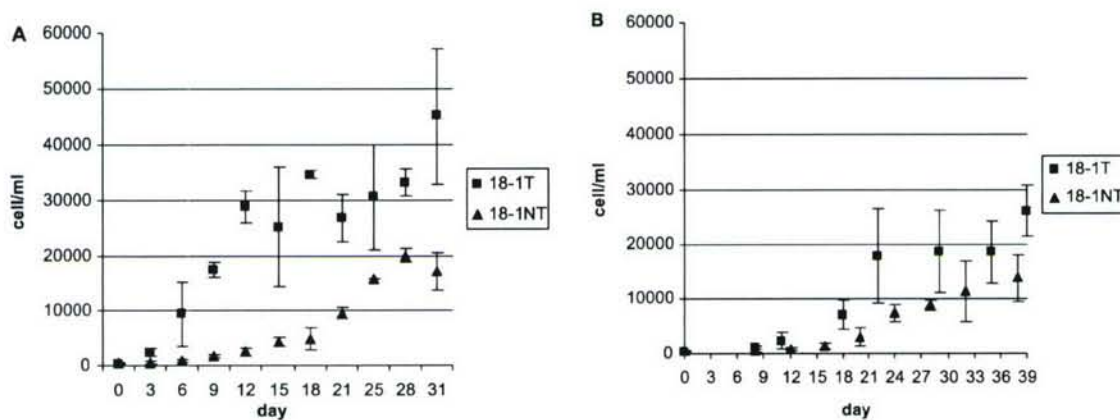 A
60000
50000
40000
30000
20000
10000
0
cell/ml
0 3 6 9 12 15 18 21 25 28 31
day
18-1T
18-1NT
B
60000
50000
40000
30000
20000
10000
0
cell/ml
0 3 6 9 12 15 18 21 24 27 30 33 36 39
day
18-1T
18-1NT